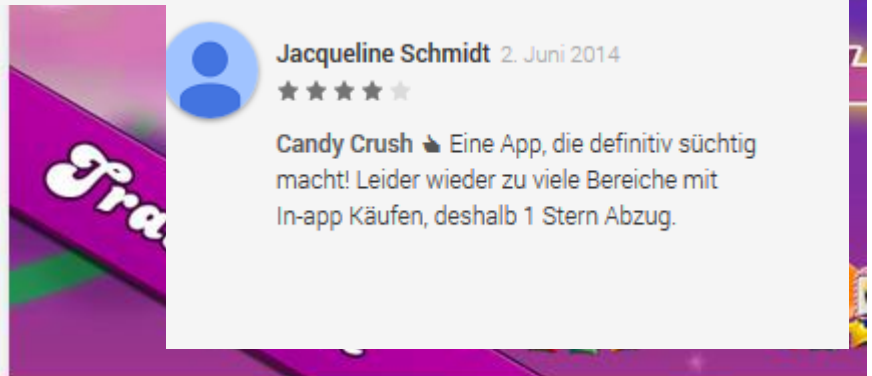 Jacqueline Schmidt 2. Juni 2014
Candy Crush Eine App, die definitiv süchtig
macht! Leider wieder zu viele Bereiche mit
In-app Käufen, deshalb 1 Stern Abzug.